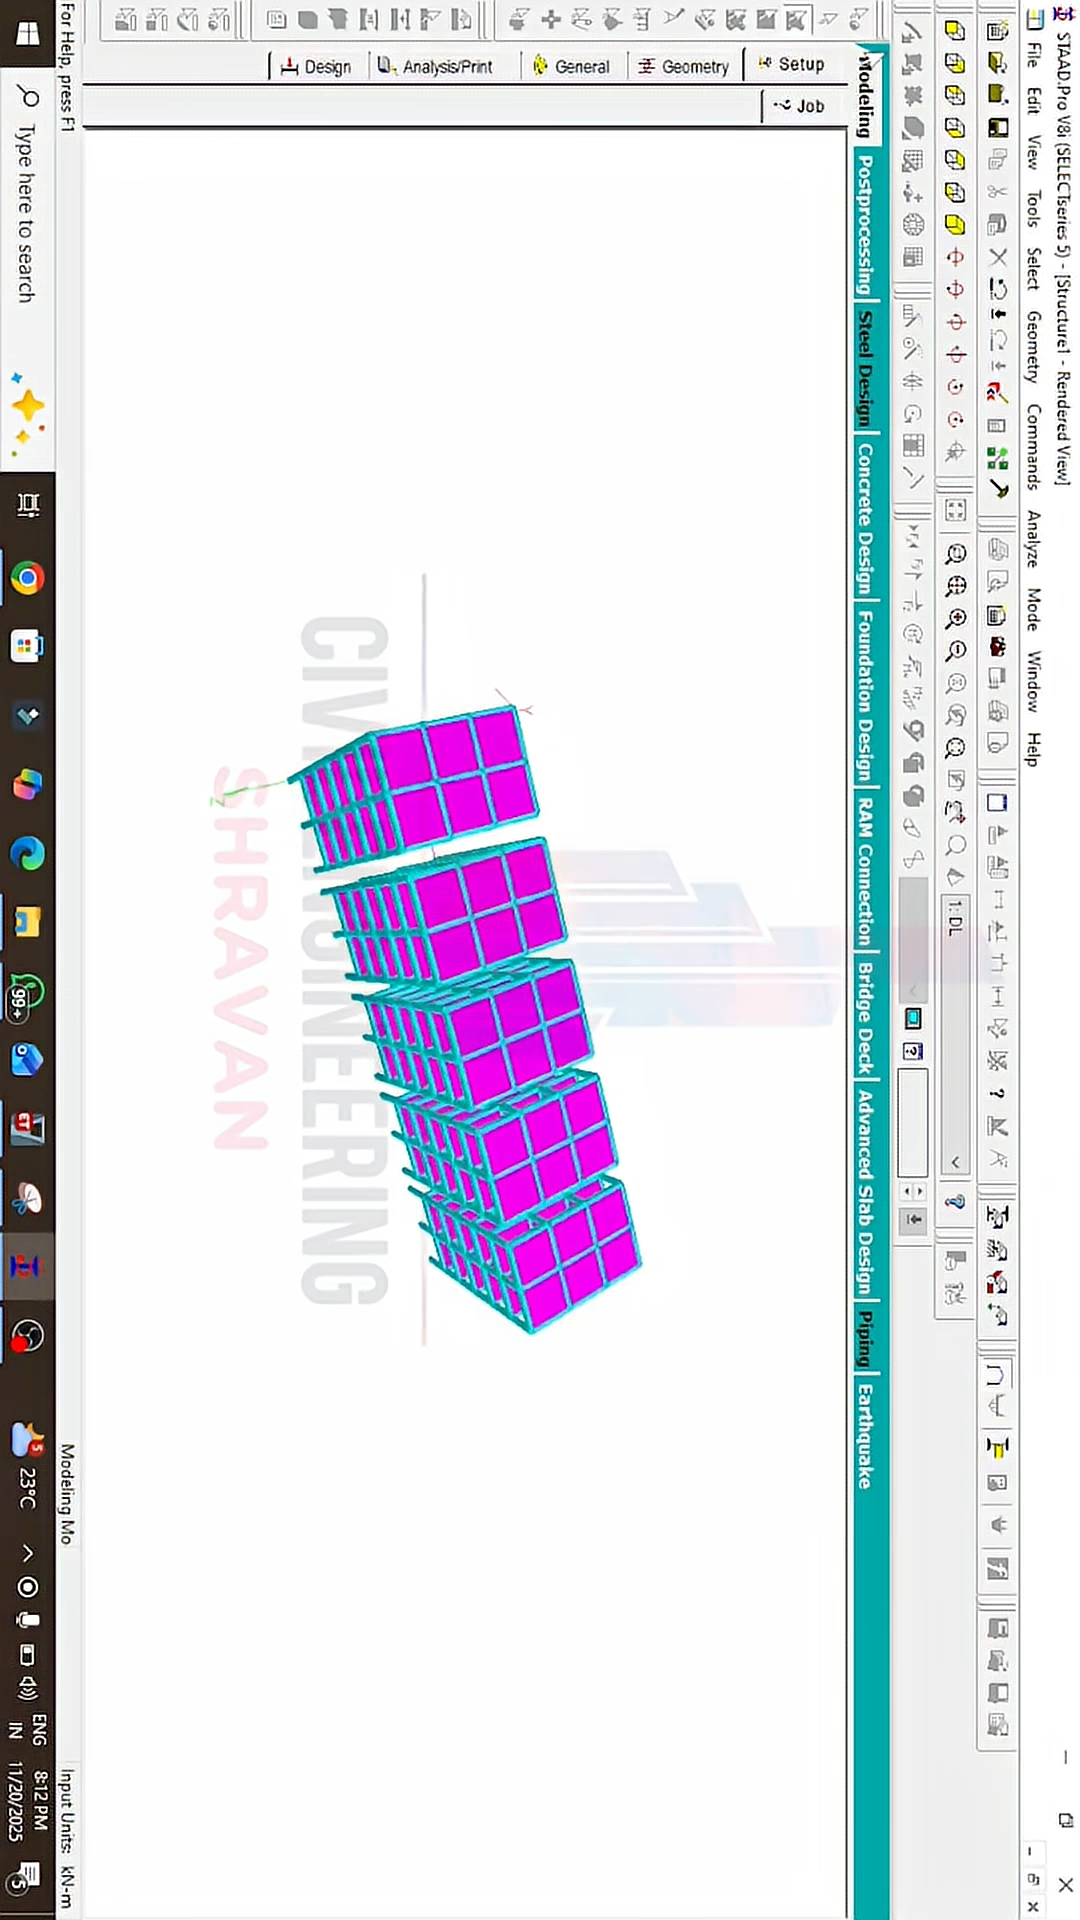 STAAD.Pro V8i (SELECTseries 5) - [Structure1 - Rendered View]
File Edit View Tools Select Geometry Commands Analyze Mode Window Help
1: DL
Modeling Postprocessing Steel Design Concrete Design Foundation Design RAM Connection Bridge Deck Advanced Slab Design Piping Earthquake
Job
Setup
Geometry
General
Analysis/Print
Design
Y
Z
CIVIL ENGINEERING
SHRAVAN
For Help, press F1
Modeling Mo
Input Units: kN-m
Type here to search
99+
ET
5
23°C
ENG
IN
8:12 PM
11/20/2025
5